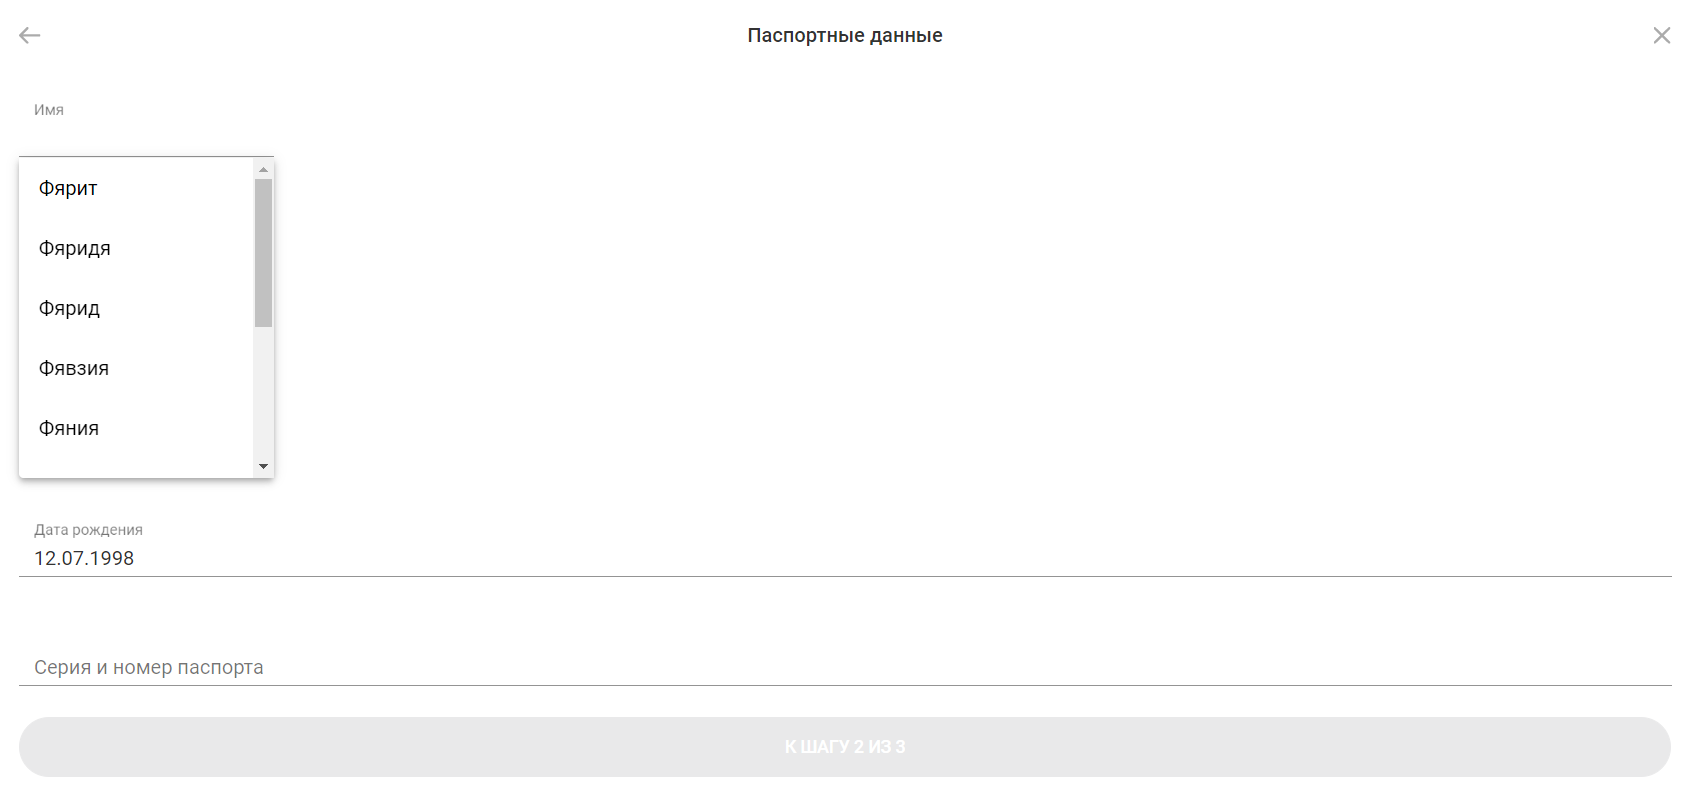 Паспортные данные
Имя
Фярит
Фяридя
Фярид
Фявзия
Фяния
Дата рождения
12.07.1998
Серия и номер паспорта
К ШАГУ 2 ИЗ 3